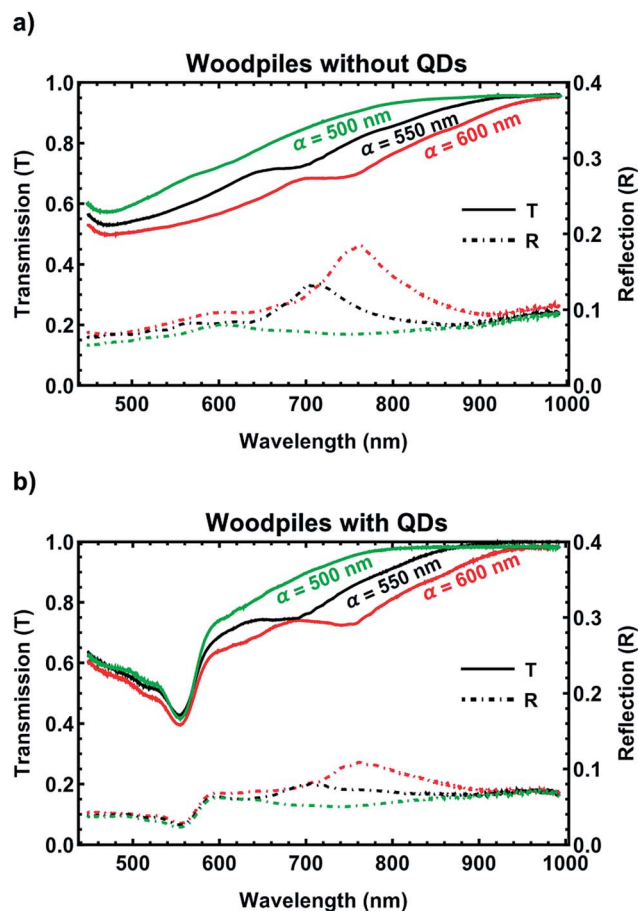 a)
Woodpiles without QDs
1.0 0.4
α = 500 nm
α = 550 nm
α = 600 nm
0.8
0.3
0.6
T
0.2
R
0.4
0.1
0.2
0.0 0.0
Transmission (T)
Reflection (R)
500 600 700 800 900 1000
Wavelength (nm)
b)
Woodpiles with QDs
1.0 0.4
α = 500 nm
α = 550 nm
α = 600 nm
0.8
0.3
0.6
T
0.2
R
0.4
0.1
0.2
0.0 0.0
Transmission (T)
Reflection (R)
500 600 700 800 900 1000
Wavelength (nm)